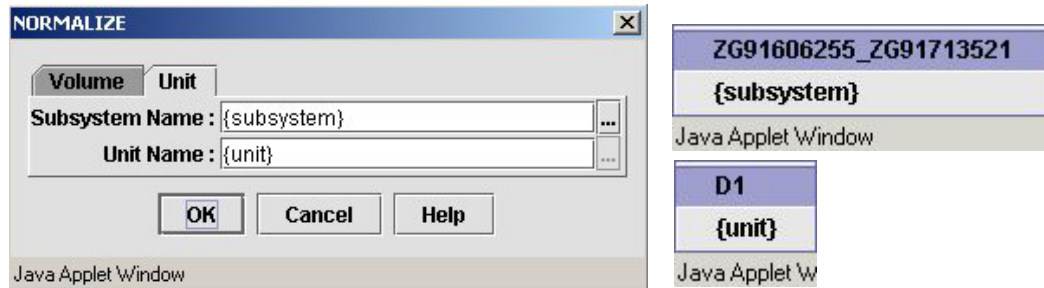 NORMALIZE
Volume Unit
Subsystem Name : {subsystem} ...
Unit Name : {unit} ...
OK Cancel Help
Java Applet Window
ZG91606255_ZG91713521
{subsystem}
Java Applet Window
D1
{unit}
Java Applet W